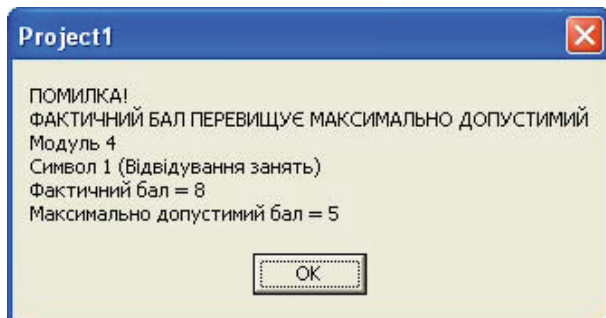 Project1
ПОМИЛКА!
ФАКТИЧНИЙ БАЛ ПЕРЕВИЩУЄ МАКСИМАЛЬНО ДОПУСТИМИЙ
Модуль 4
Символ 1 (Відвідування занять)
Фактичний бал = 8
Максимально допустимий бал = 5
OK